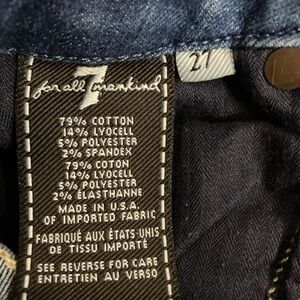 7
for all mankind
27
79% COTTON
14% LYOCELL
5% POLYESTER
2% SPANDEX
79% COTON
14% LYOCELL
5% POLYESTER
2% ÉLASTHANNE
MADE IN U.S.A.
OF IMPORTED FABRIC
FABRIQUÉ AUX ÉTATS-UNIS
DE TISSU IMPORTÉ
SEE REVERSE FOR CARE
ENTRETIEN AU VERSO